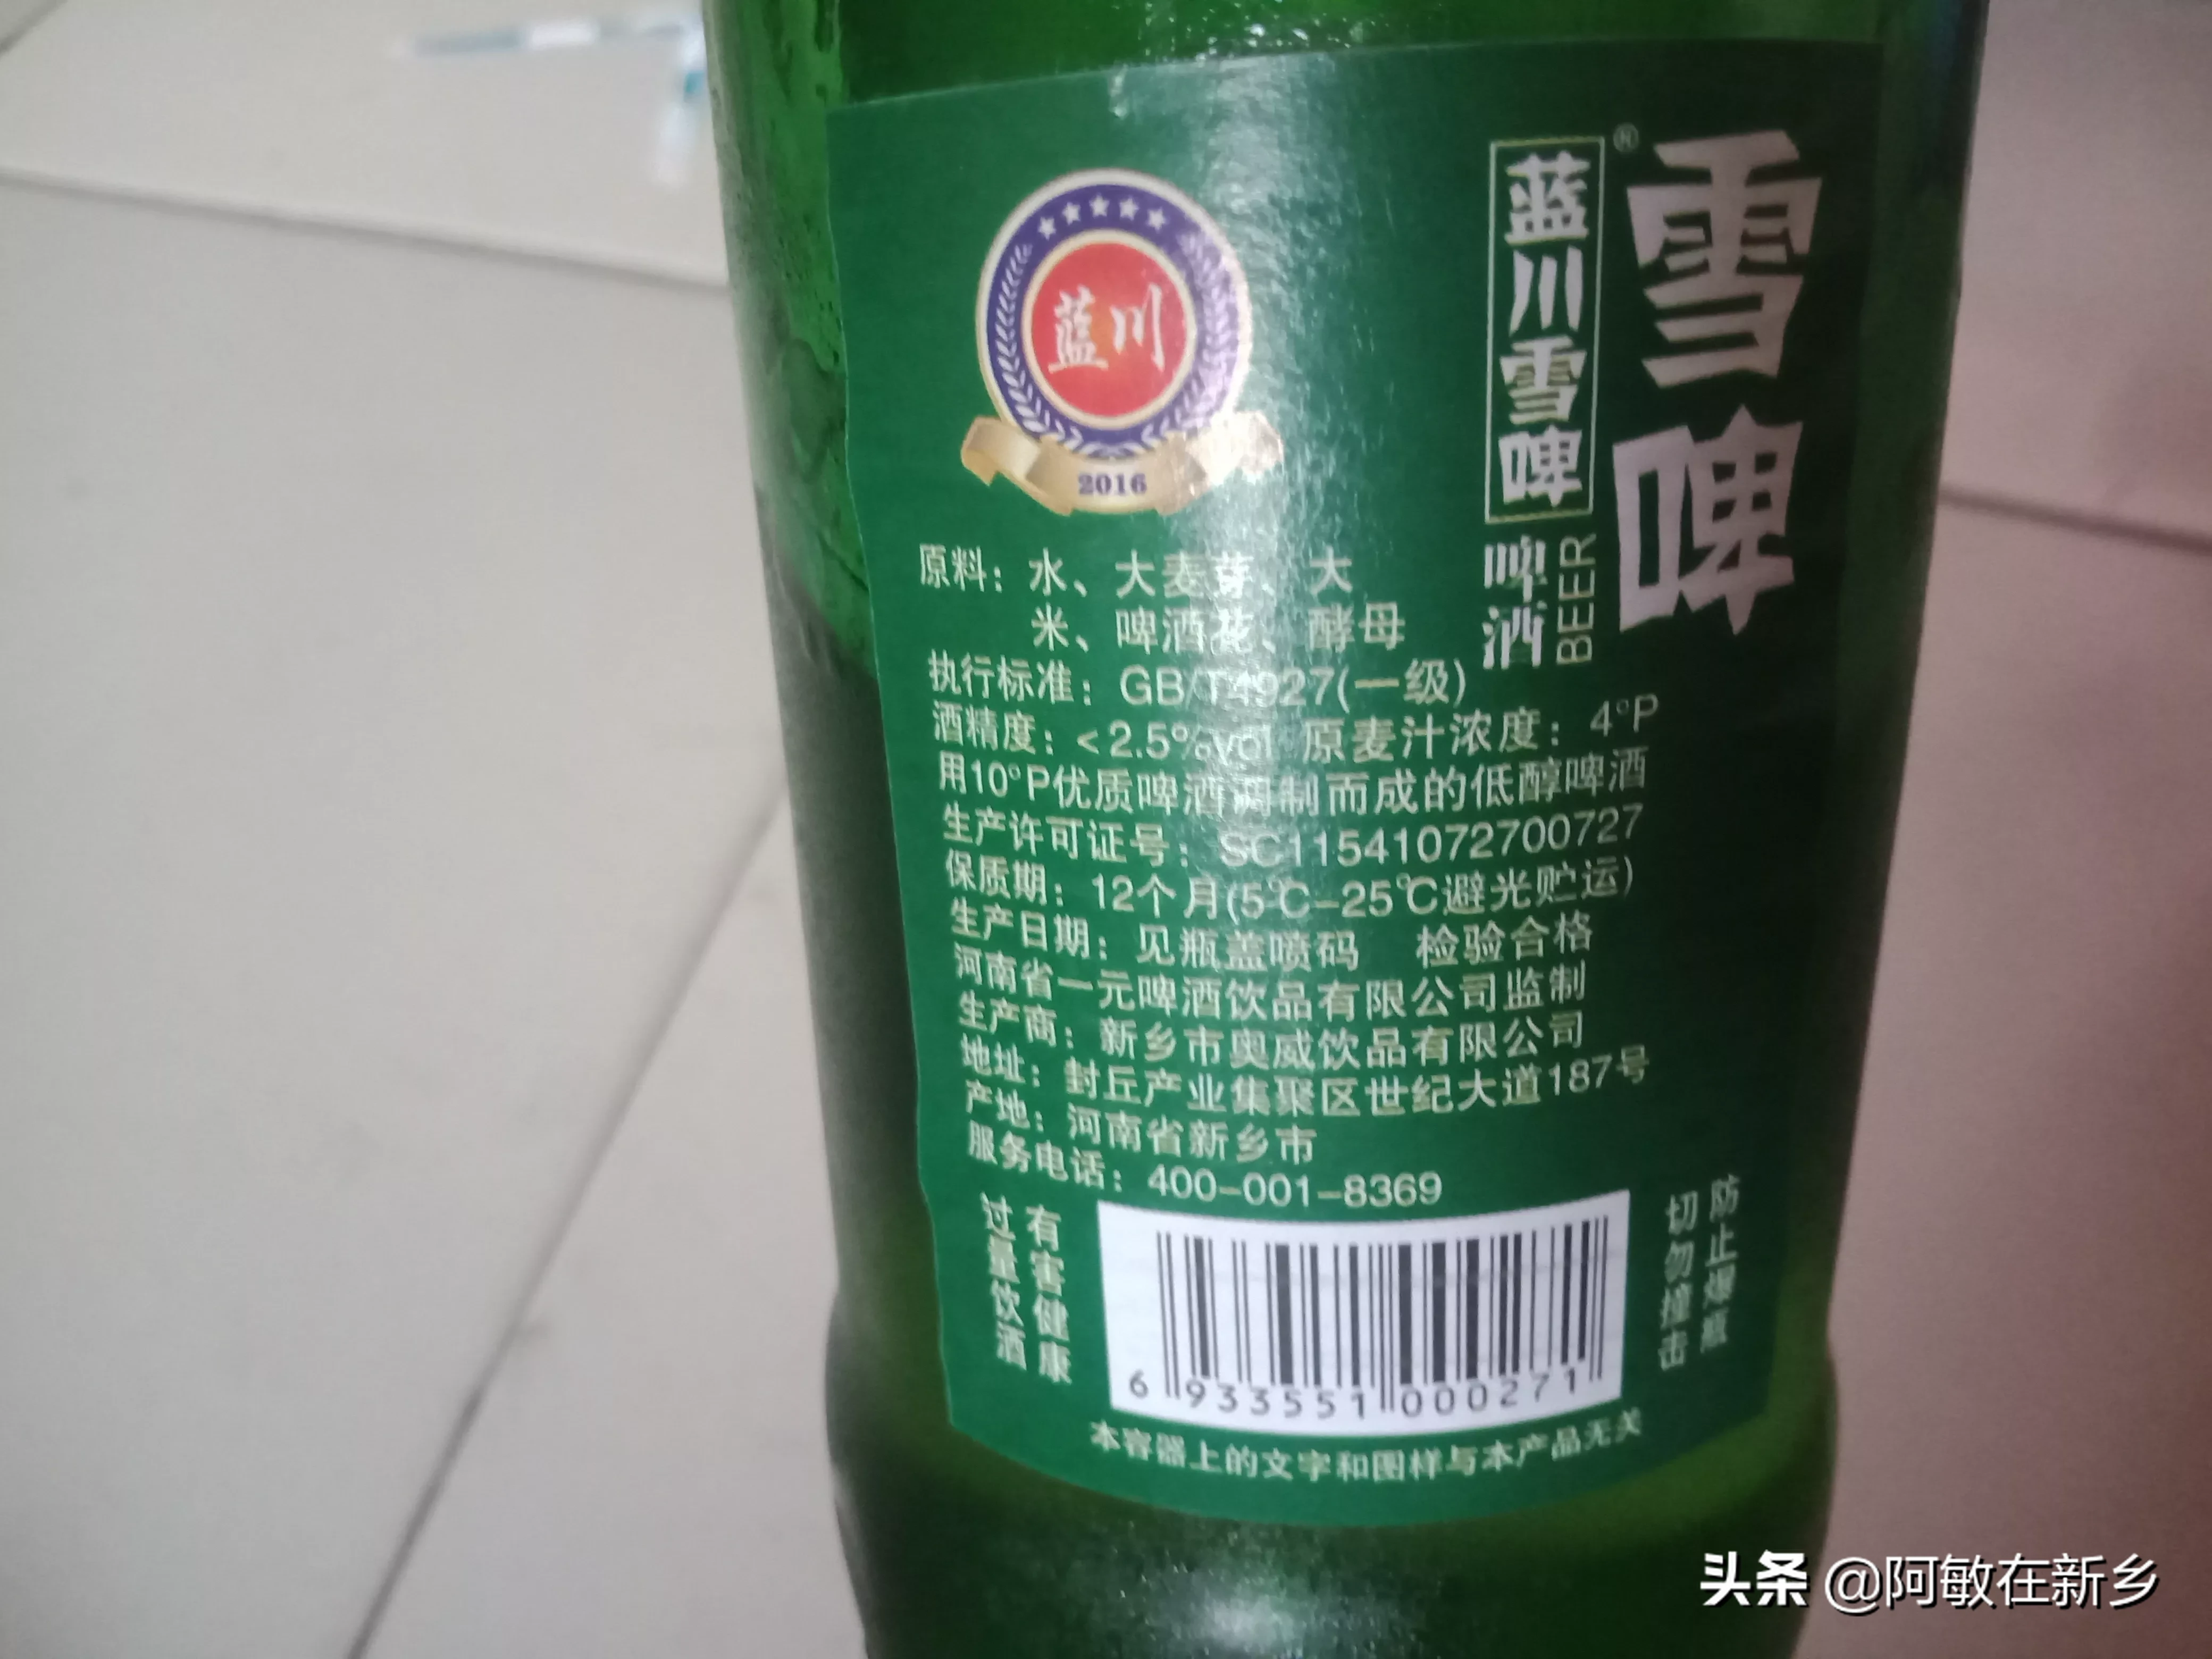 雪啤
®
蓝川雪啤
啤酒
BEER
蓝川
2016
原料：水、大麦芽、大
米、啤酒花、酵母
执行标准：GB/T4927(一级)
酒精度：<2.5%vol 原麦汁浓度：4°P
用10°P优质啤酒调制而成的低醇啤酒
生产许可证号：SC11541072700727
保质期：12个月(5℃-25℃避光贮运)
生产日期：见瓶盖喷码 检验合格
河南省一元啤酒饮品有限公司监制
生产商：新乡市奥威饮品有限公司
地址：封丘产业集聚区世纪大道187号
产地：河南省新乡市
服务电话：400-001-8369
过量饮酒
有害健康
防止爆瓶
切勿撞击
6 933551 000271
本容器上的文字和图样与本产品无关
头条 @阿敏在新乡